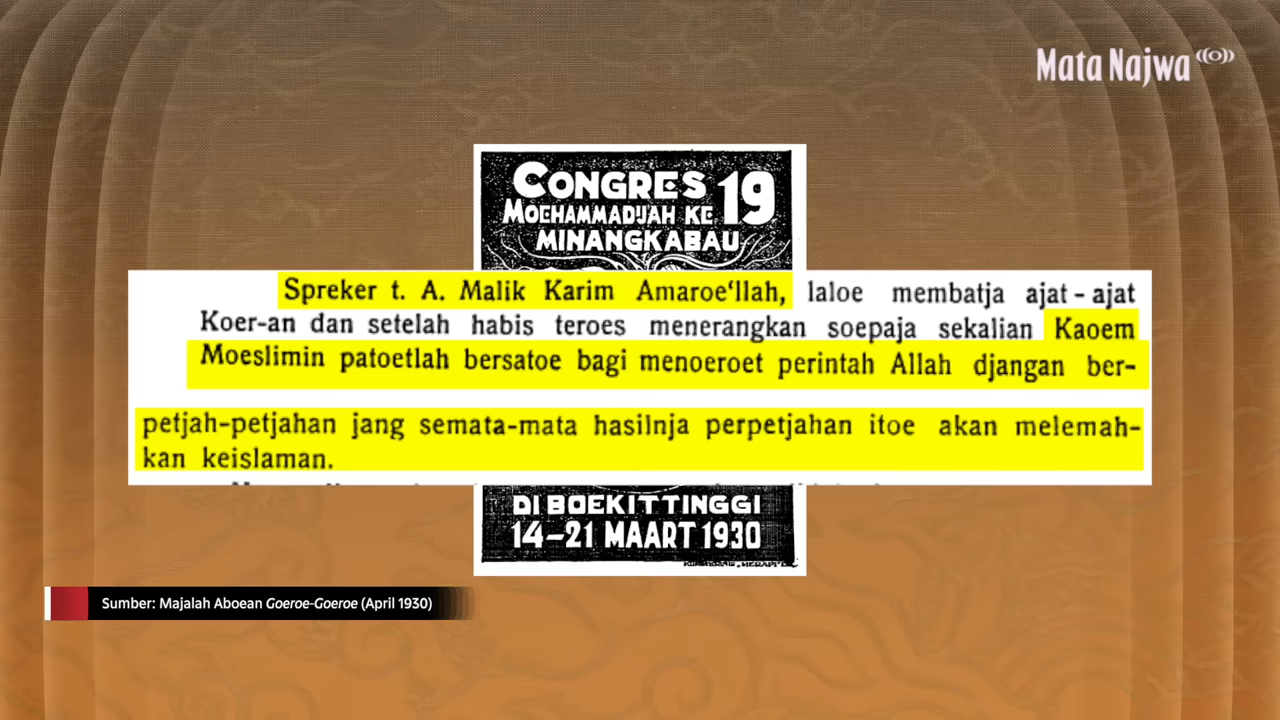 Mata Najwa
CONGRES 19
MOEHAMMADIJAH KE
MINANGKABAU
Spreker t. A. Malik Karim Amaroe‘llah, laloe membatja ajat-ajat
Koer-an dan setelah habis teroes menerangkan soepaja sekalian Kaoem
Moeslimin patoetlah bersatoe bagi menoeroet perintah Allah djangan ber-
petjah-petjahan jang semata-mata hasilnja perpetjahan itoe akan melemah-
kan keislaman.
DI BOEKITTINGGI
14-21 MAART 1930
Sumber: Majalah Aboean Goeroe-Goeroe (April 1930)